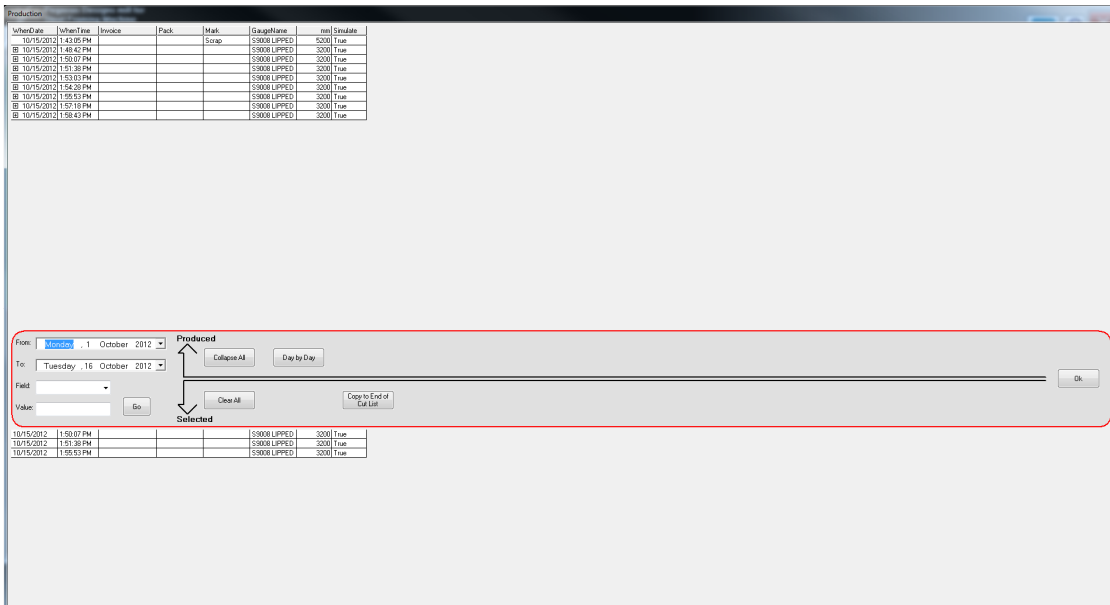 Production
WhenDate WhenTime Invoice Pack Mark GaugeName mm Simulate
10/15/2012 1:43:05 PM Scrap S9008 LIPPED 5200 True
10/15/2012 1:48:42 PM S9008 LIPPED 3200 True
10/15/2012 1:50:07 PM S9008 LIPPED 3200 True
10/15/2012 1:51:38 PM S9008 LIPPED 3200 True
10/15/2012 1:53:03 PM S9008 LIPPED 3200 True
10/15/2012 1:54:28 PM S9008 LIPPED 3200 True
10/15/2012 1:55:53 PM S9008 LIPPED 3200 True
10/15/2012 1:57:18 PM S9008 LIPPED 3200 True
10/15/2012 1:58:43 PM S9008 LIPPED 3200 True
Produced
From: Monday , 1 October 2012
Collapse All Day by Day
To: Tuesday , 16 October 2012
Ok
Field:
Clear All Copy to End of
Cut List
Value: Go
Selected
10/15/2012 1:50:07 PM S9008 LIPPED 3200 True
10/15/2012 1:51:38 PM S9008 LIPPED 3200 True
10/15/2012 1:55:53 PM S9008 LIPPED 3200 True